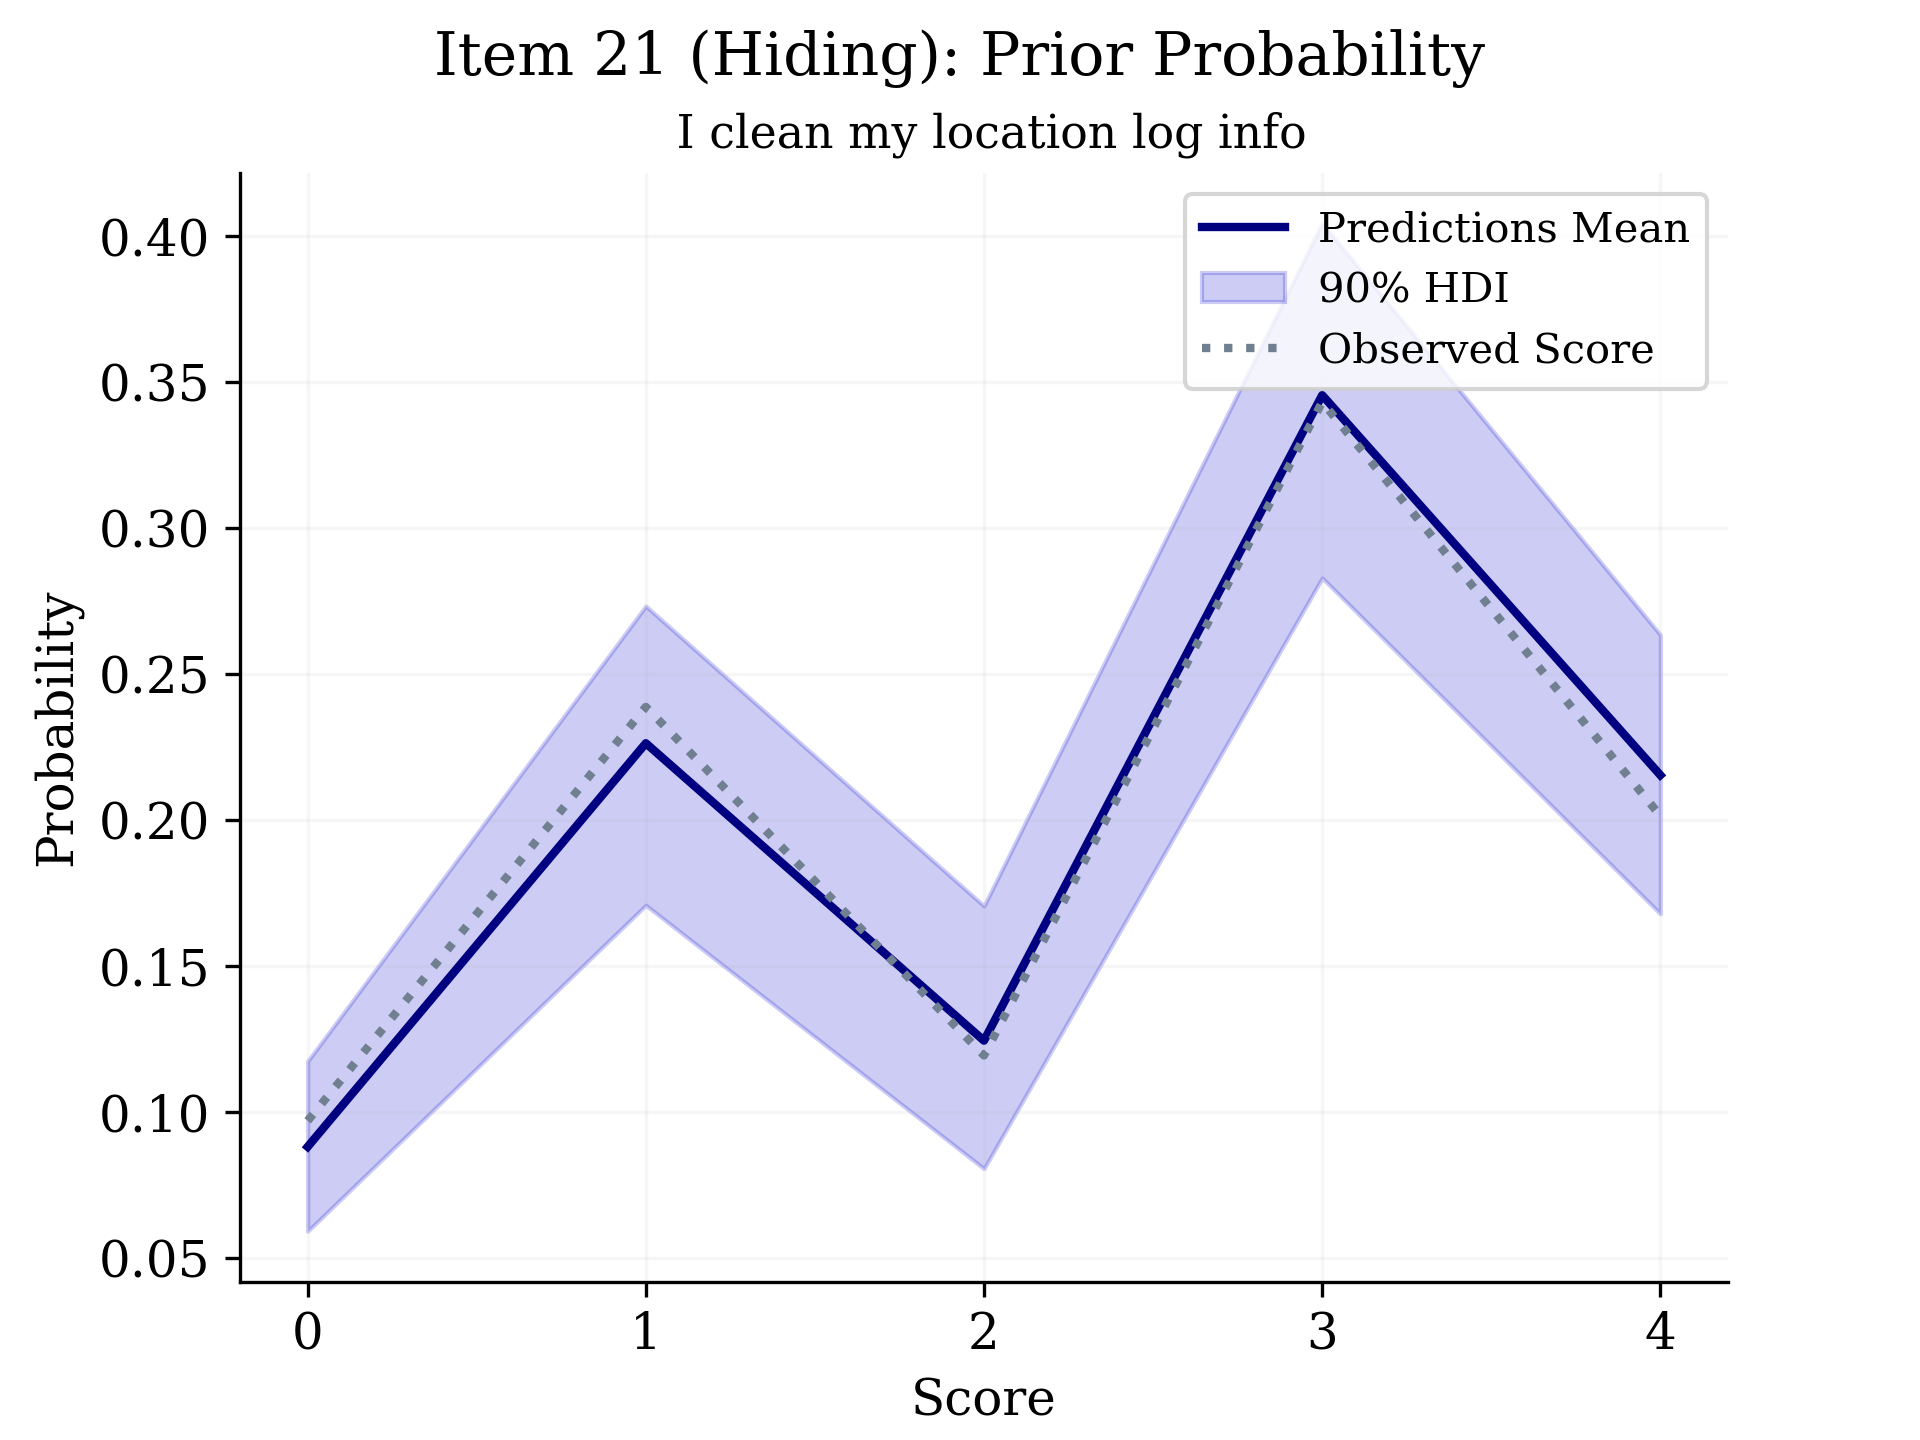 Item 21 (Hiding): Prior Probability
I clean my location log info
Predictions Mean
90% HDI
Observed Score
0.40
0.35
0.30
0.25
0.20
0.15
0.10
0.05
Probability
0 1 2 3 4
Score